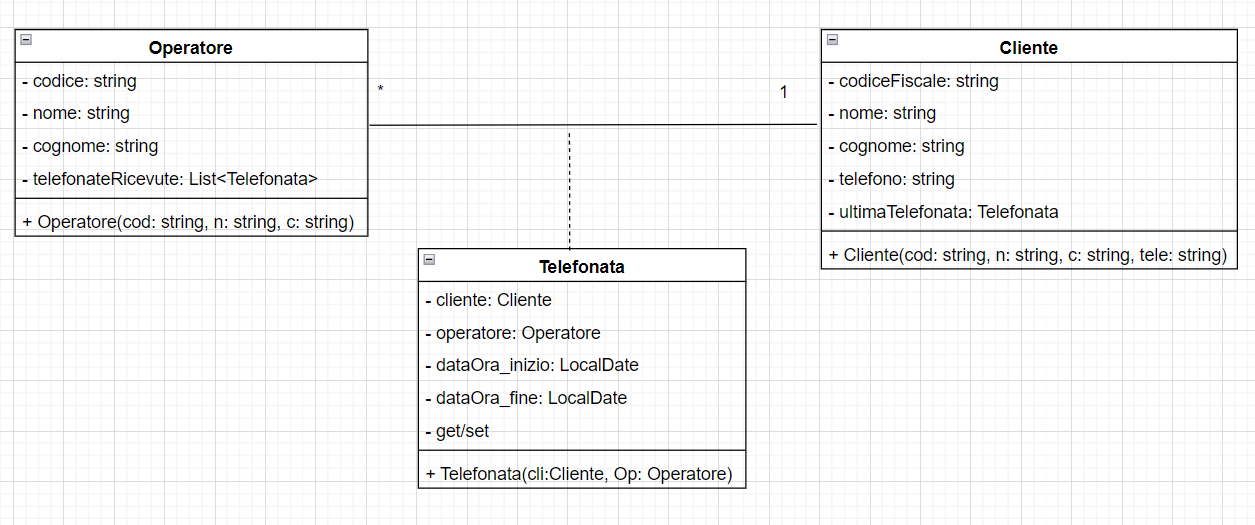 Operatore
- codice: string
- nome: string
- cognome: string
- telefonateRicevute: List<Telefonata>
+ Operatore(cod: string, n: string, c: string)
*
1
Cliente
- codiceFiscale: string
- nome: string
- cognome: string
- telefono: string
- ultimaTelefonata: Telefonata
+ Cliente(cod: string, n: string, c: string, tele: string)
Telefonata
- cliente: Cliente
- operatore: Operatore
- dataOra_inizio: LocalDate
- dataOra_fine: LocalDate
- get/set
+ Telefonata(cli:Cliente, Op: Operatore)